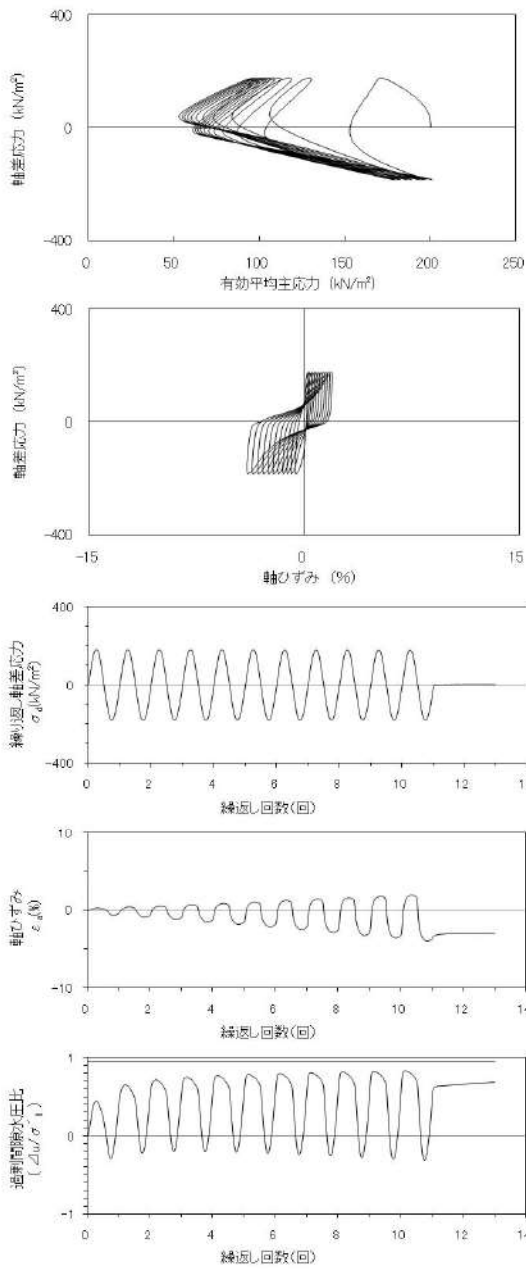 400
0
-400
軸差応力 (kN/m²)
0 50 100 150 200 250
有効平均主応力 (kN/m²)
400
0
-400
軸差応力 (kN/m²)
-15 0 15
軸ひずみ (%)
400
0
-400
繰り返し軸差応力
σd(kN/m²)
0 2 4 6 8 10 12 14
繰返し回数(回)
10
0
-10
軸ひずみ
εa(%)
0 2 4 6 8 10 12 14
繰返し回数(回)
1
0
-1
過剰間隙水圧比
0 2 4 6 8 10 12 14
繰返し回数(回)